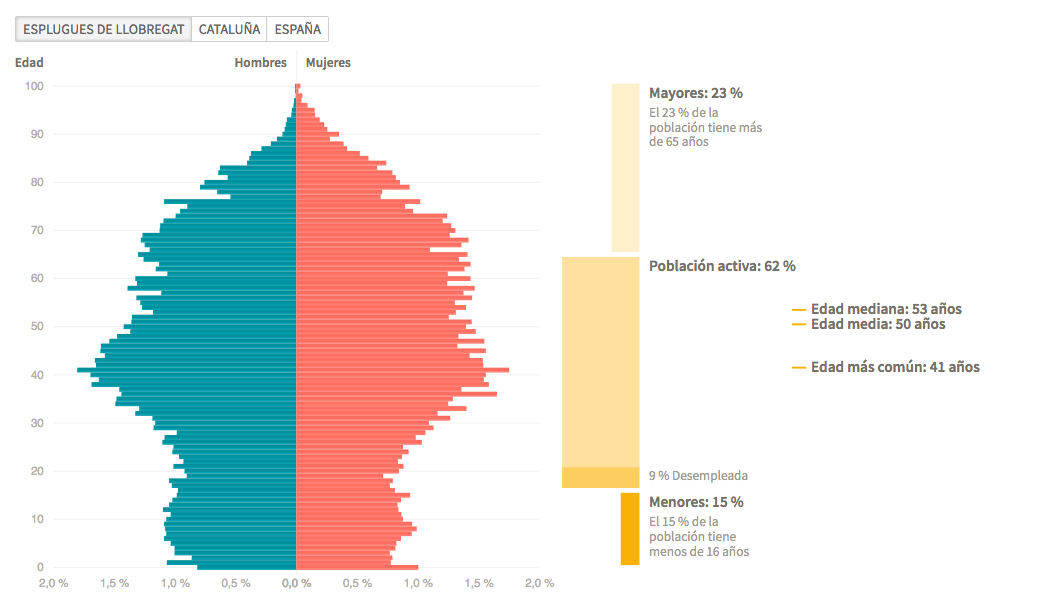 ESPLUGUES DE LLOBREGAT CATALUÑA ESPAÑA
Edad Hombres Mujeres
100
90
80
70
60
50
40
30
20
10
0
2,0 % 1,5 % 1,0 % 0,5 % 0,0 % 0,5 % 1,0 % 1,5 % 2,0 %
Mayores: 23 %
El 23 % de la
población tiene más
de 65 años
Población activa: 62 %
Edad mediana: 53 años
Edad media: 50 años
Edad más común: 41 años
9 % Desempleada
Menores: 15 %
El 15 % de la
población tiene
menos de 16 años